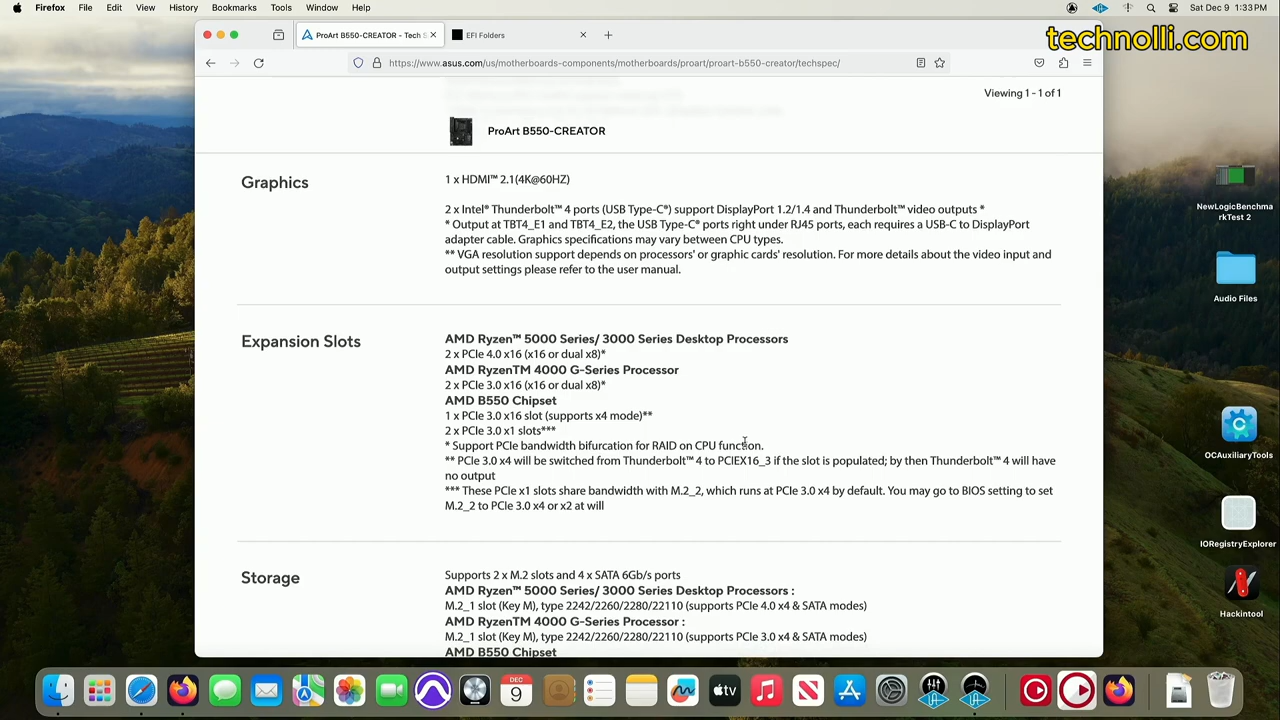 Firefox File Edit View History Bookmarks Tools Window Help Sat Dec 9 1:33 PM
technolli.com
ProArt B550-CREATOR - Tech S
EFI Folders
https://www.asus.com/us/motherboards-components/motherboards/proart/proart-b550-creator/techspec/
Viewing 1 - 1 of 1
ProArt B550-CREATOR
Graphics
1 x HDMI™ 2.1(4K@60HZ)
2 x Intel® Thunderbolt™ 4 ports (USB Type-C®) support DisplayPort 1.2/1.4 and Thunderbolt™ video outputs *
* Output at TBT4_E1 and TBT4_E2, the USB Type-C® ports right under RJ45 ports, each requires a USB-C to DisplayPort
adapter cable. Graphics specifications may vary between CPU types.
** VGA resolution support depends on processors' or graphic cards' resolution. For more details about the video input and
output settings please refer to the user manual.
Expansion Slots
AMD Ryzen™ 5000 Series/ 3000 Series Desktop Processors
2 x PCIe 4.0 x16 (x16 or dual x8)*
AMD RyzenTM 4000 G-Series Processor
2 x PCIe 3.0 x16 (x16 or dual x8)*
AMD B550 Chipset
1 x PCIe 3.0 x16 slot (supports x4 mode)**
2 x PCIe 3.0 x1 slots***
* Support PCIe bandwidth bifurcation for RAID on CPU function.
** PCIe 3.0 x4 will be switched from Thunderbolt™ 4 to PCIEX16_3 if the slot is populated; by then Thunderbolt™ 4 will have
no output
*** These PCIe x1 slots share bandwidth with M.2_2, which runs at PCIe 3.0 x4 by default. You may go to BIOS setting to set
M.2_2 to PCIe 3.0 x4 or x2 at will
Storage
Supports 2 x M.2 slots and 4 x SATA 6Gb/s ports
AMD Ryzen™ 5000 Series/ 3000 Series Desktop Processors :
M.2_1 slot (Key M), type 2242/2260/2280/22110 (supports PCIe 4.0 x4 & SATA modes)
AMD RyzenTM 4000 G-Series Processor :
M.2_1 slot (Key M), type 2242/2260/2280/22110 (supports PCIe 3.0 x4 & SATA modes)
AMD B550 Chipset
NewLogicBenchma
rkTest 2
Audio Files
OCAuxiliaryTools
IORegistryExplorer
Hackintool
DEC
9
tv